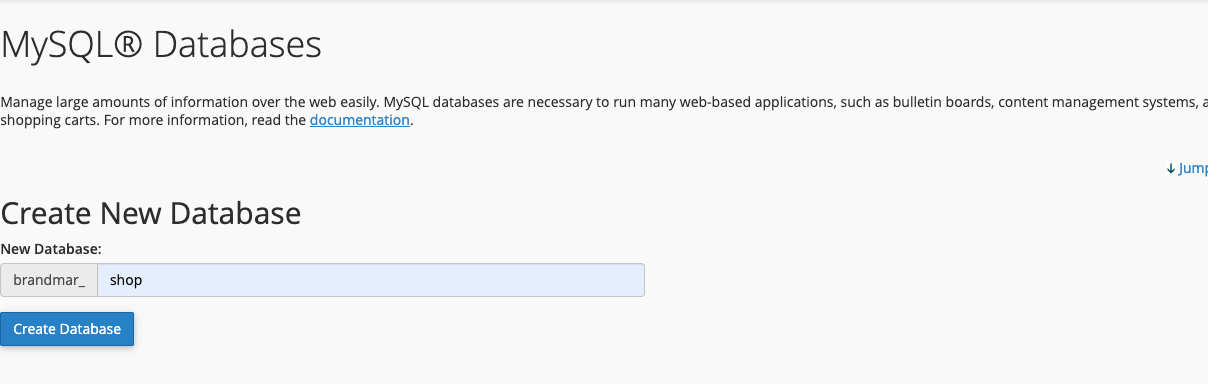 MySQL® Databases
Manage large amounts of information over the web easily. MySQL databases are necessary to run many web-based applications, such as bulletin boards, content management systems,
shopping carts. For more information, read the documentation.
Jump
Create New Database
New Database:
brandmar_ shop
Create Database